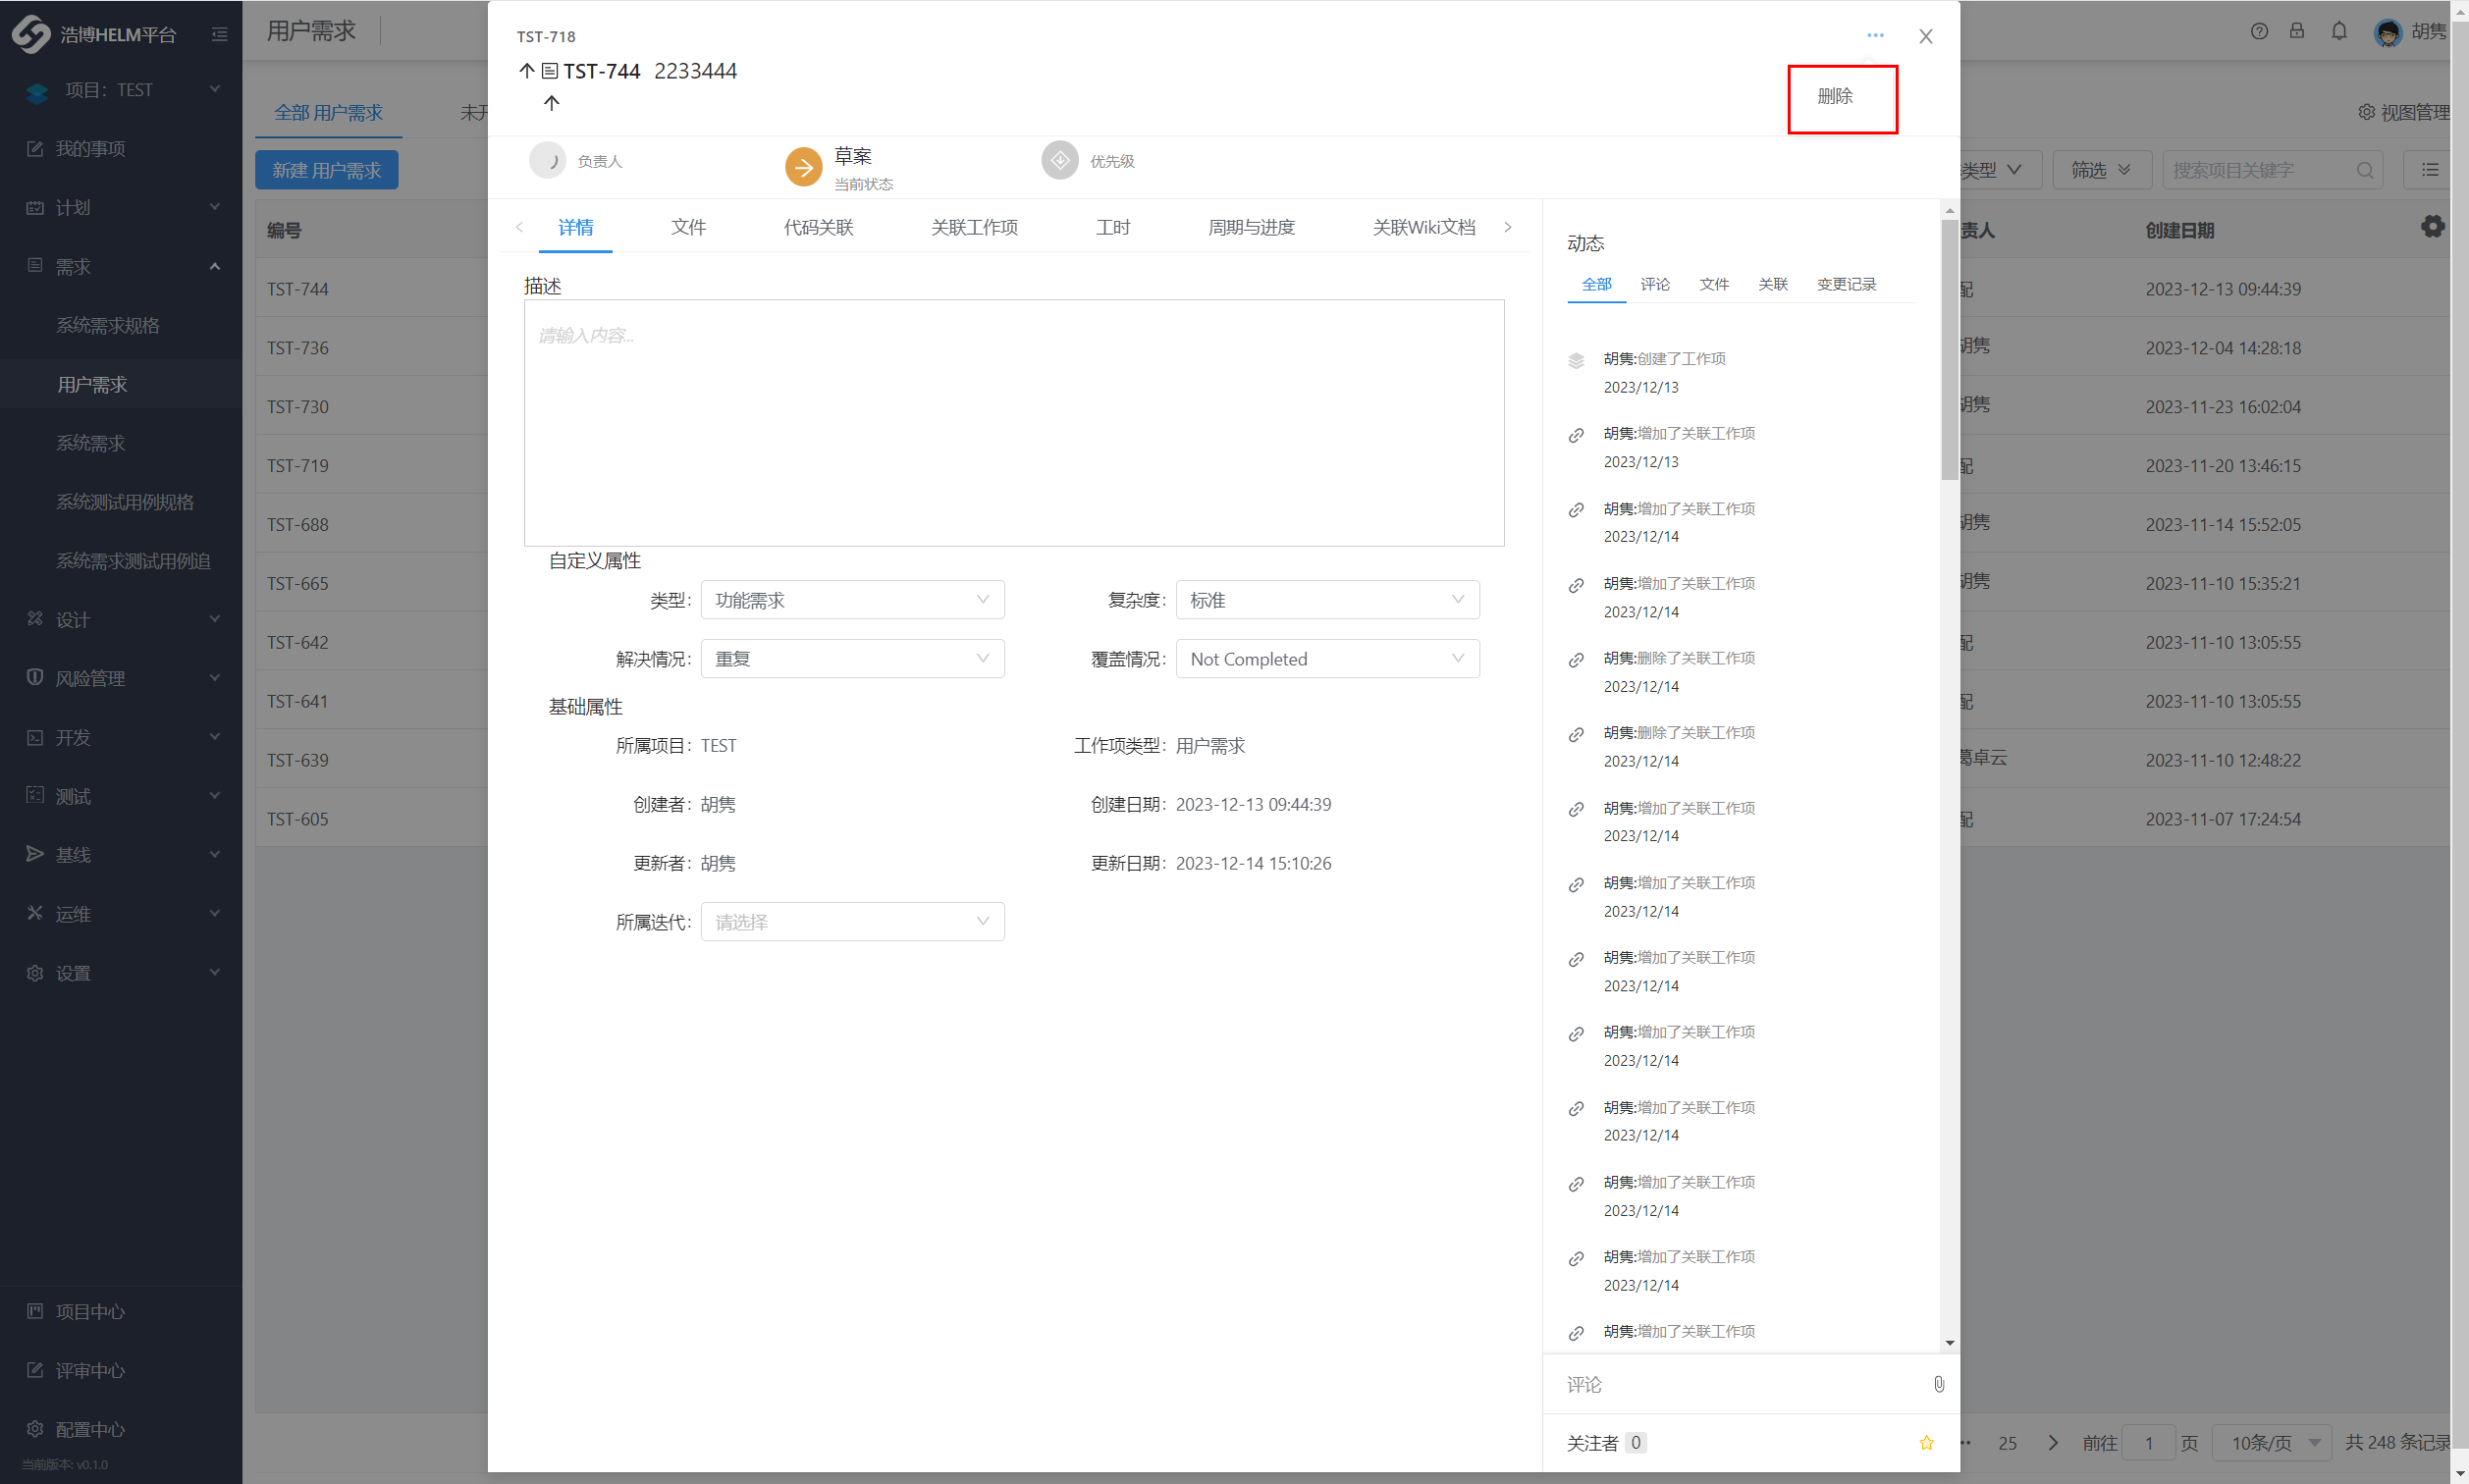 浩博HELM平台
项目：TEST
我的事项
计划
需求
系统需求规格
用户需求
系统需求
系统测试用例规格
系统需求测试用例追
设计
风险管理
开发
测试
基线
运维
设置
项目中心
评审中心
配置中心
当前版本: v0.1.0
用户需求
胡隽
全部 用户需求
未开
视图管理
新建 用户需求
类型
筛选
搜索项目关键字
编号
责人
创建日期
TST-744
配
2023-12-13 09:44:39
TST-736
胡隽
2023-12-04 14:28:18
TST-730
胡隽
2023-11-23 16:02:04
TST-719
配
2023-11-20 13:46:15
TST-688
胡隽
2023-11-14 15:52:05
TST-665
胡隽
2023-11-10 15:35:21
TST-642
配
2023-11-10 13:05:55
TST-641
配
2023-11-10 13:05:55
TST-639
葛卓云
2023-11-10 12:48:22
TST-605
配
2023-11-07 17:24:54
25
前往 1 页
10条/页
共 248 条记录
TST-718
TST-744 2233444
删除
负责人
草案
当前状态
优先级
详情
文件
代码关联
关联工作项
工时
周期与进度
关联Wiki文档
描述
请输入内容...
自定义属性
类型: 功能需求
复杂度: 标准
解决情况: 重复
覆盖情况: Not Completed
基础属性
所属项目: TEST
工作项类型: 用户需求
创建者: 胡隽
创建日期: 2023-12-13 09:44:39
更新者: 胡隽
更新日期: 2023-12-14 15:10:26
所属迭代: 请选择
动态
全部 评论 文件 关联 变更记录
胡隽:创建了工作项
2023/12/13
胡隽:增加了关联工作项
2023/12/13
胡隽:增加了关联工作项
2023/12/14
胡隽:增加了关联工作项
2023/12/14
胡隽:删除了关联工作项
2023/12/14
胡隽:删除了关联工作项
2023/12/14
胡隽:增加了关联工作项
2023/12/14
胡隽:增加了关联工作项
2023/12/14
胡隽:增加了关联工作项
2023/12/14
胡隽:增加了关联工作项
2023/12/14
胡隽:增加了关联工作项
2023/12/14
胡隽:增加了关联工作项
2023/12/14
胡隽:增加了关联工作项
2023/12/14
胡隽:增加了关联工作项
评论
关注者 0